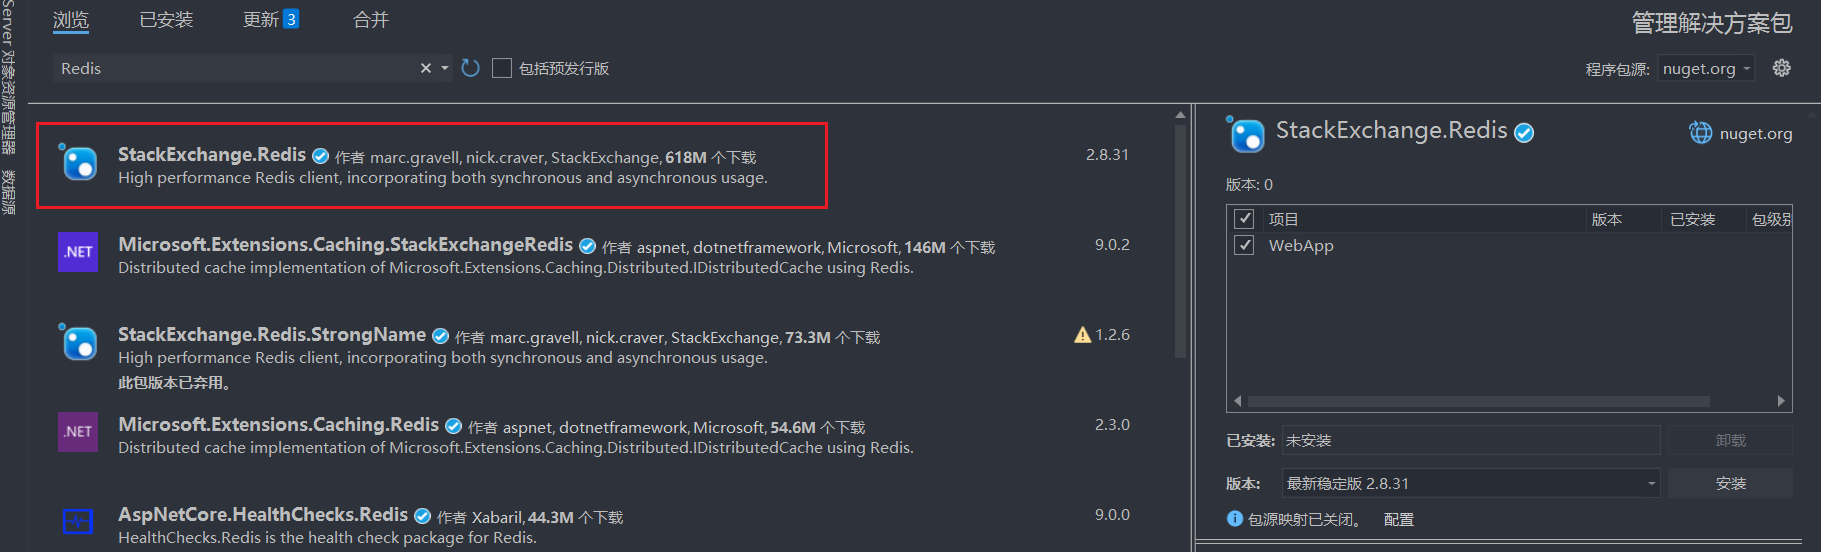 Server 对象资源管理器
数据源
浏览 已安装 更新 3 合并
管理解决方案包
Redis
包括预发行版
程序包源: nuget.org
StackExchange.Redis 作者 marc.gravell, nick.craver, StackExchange, 618M 个下载
2.8.31
High performance Redis client, incorporating both synchronous and asynchronous usage.
.NET
Microsoft.Extensions.Caching.StackExchangeRedis 作者 aspnet, dotnetframework, Microsoft, 146M 个下载
9.0.2
Distributed cache implementation of Microsoft.Extensions.Caching.Distributed.IDistributedCache using Redis.
StackExchange.Redis.StrongName 作者 marc.gravell, nick.craver, StackExchange, 73.3M 个下载
1.2.6
High performance Redis client, incorporating both synchronous and asynchronous usage.
此包版本已弃用。
.NET
Microsoft.Extensions.Caching.Redis 作者 aspnet, dotnetframework, Microsoft, 54.6M 个下载
2.3.0
Distributed cache implementation of Microsoft.Extensions.Caching.Distributed.IDistributedCache using Redis.
AspNetCore.HealthChecks.Redis 作者 Xabaril, 44.3M 个下载
9.0.0
HealthChecks.Redis is the health check package for Redis.
StackExchange.Redis
nuget.org
版本: 0
项目 版本 已安装 包级别
WebApp
已安装: 未安装 卸载
版本: 最新稳定版 2.8.31 安装
包源映射已关闭。 配置